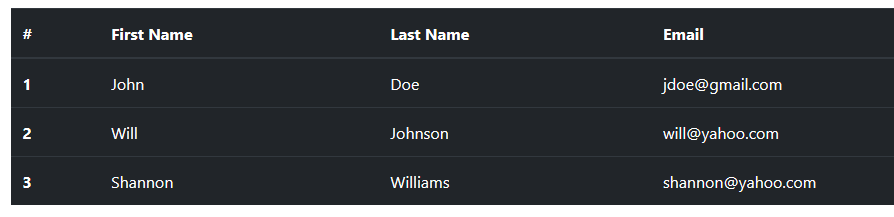 # First Name Last Name Email
1 John Doe jdoe@gmail.com
2 Will Johnson will@yahoo.com
3 Shannon Williams shannon@yahoo.com